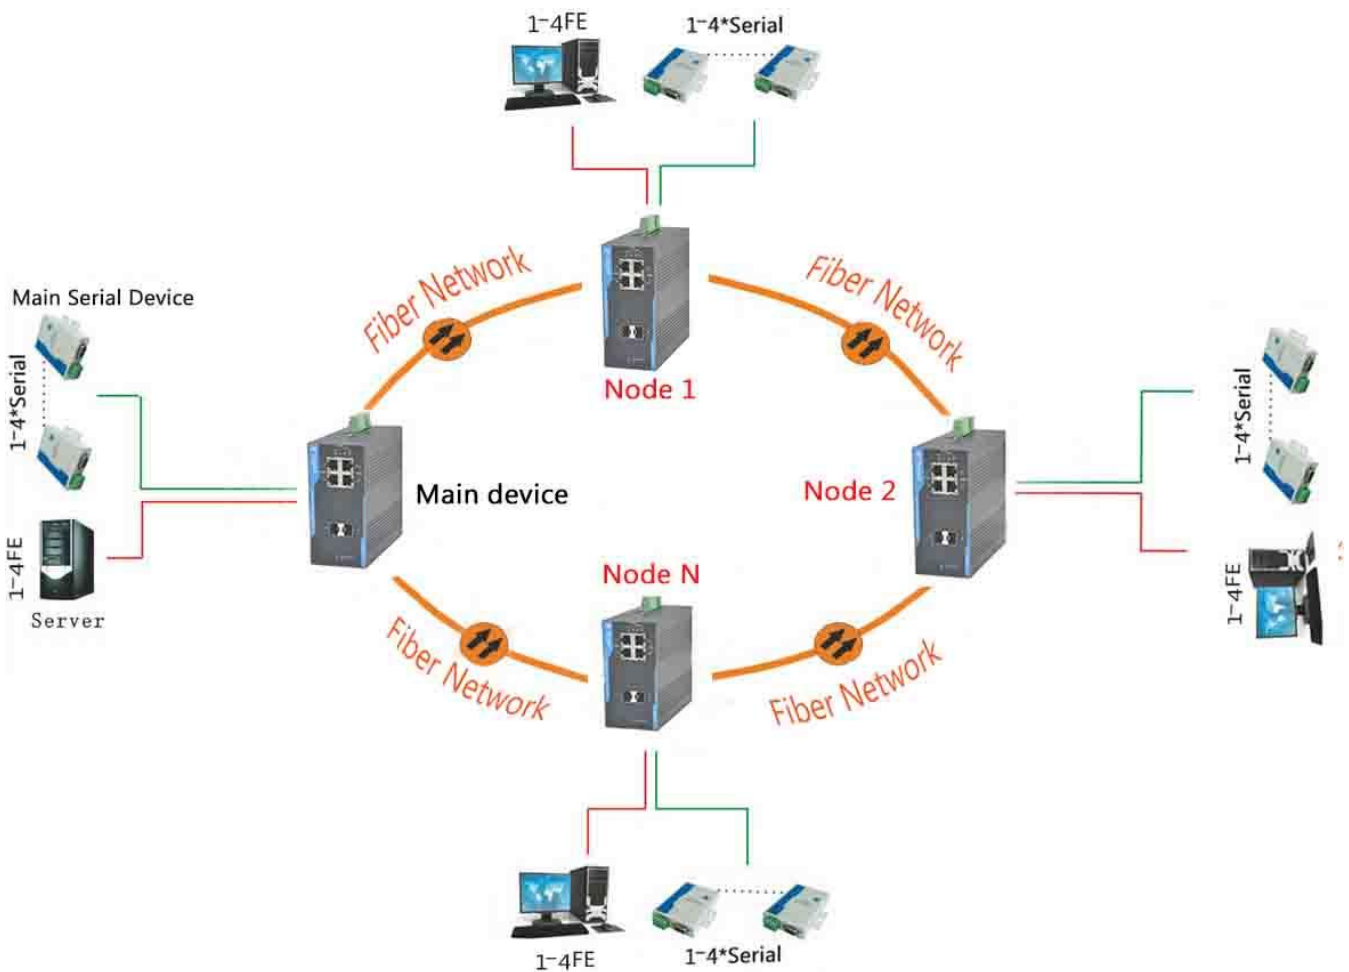 1-4FE
1-4*Serial
Fiber Network
Fiber Network
Node 1
Main Serial Device
1-4*Serial
1-4*Serial
Main device
Node 2
1-4FE
Server
1-4FE
Node N
Fiber Network
Fiber Network
1-4FE
1-4*Serial